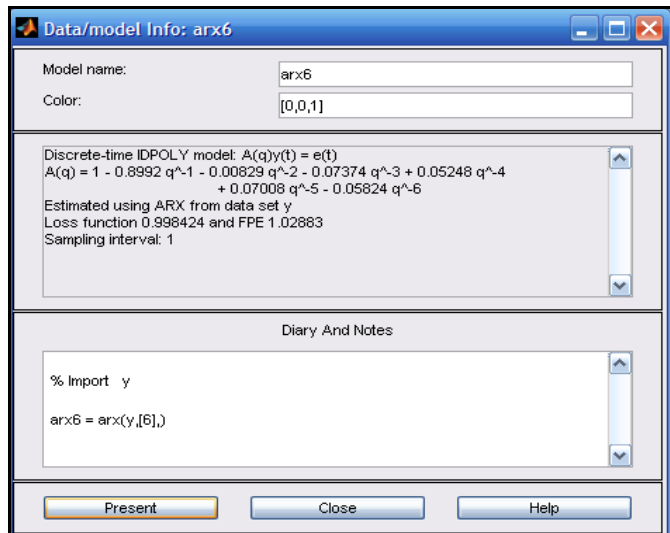 Data/model Info: arx6
Model name:
arx6
Color:
[0,0,1]
Discrete-time IDPOLY model: A(q)y(t) = e(t)
A(q) = 1 - 0.8992 q^-1 - 0.00829 q^-2 - 0.07374 q^-3 + 0.05248 q^-4
+ 0.07008 q^-5 - 0.05824 q^-6
Estimated using ARX from data set y
Loss function 0.998424 and FPE 1.02883
Sampling interval: 1
Diary And Notes
% Import y
arx6 = arx(y,[6],)
Present
Close
Help